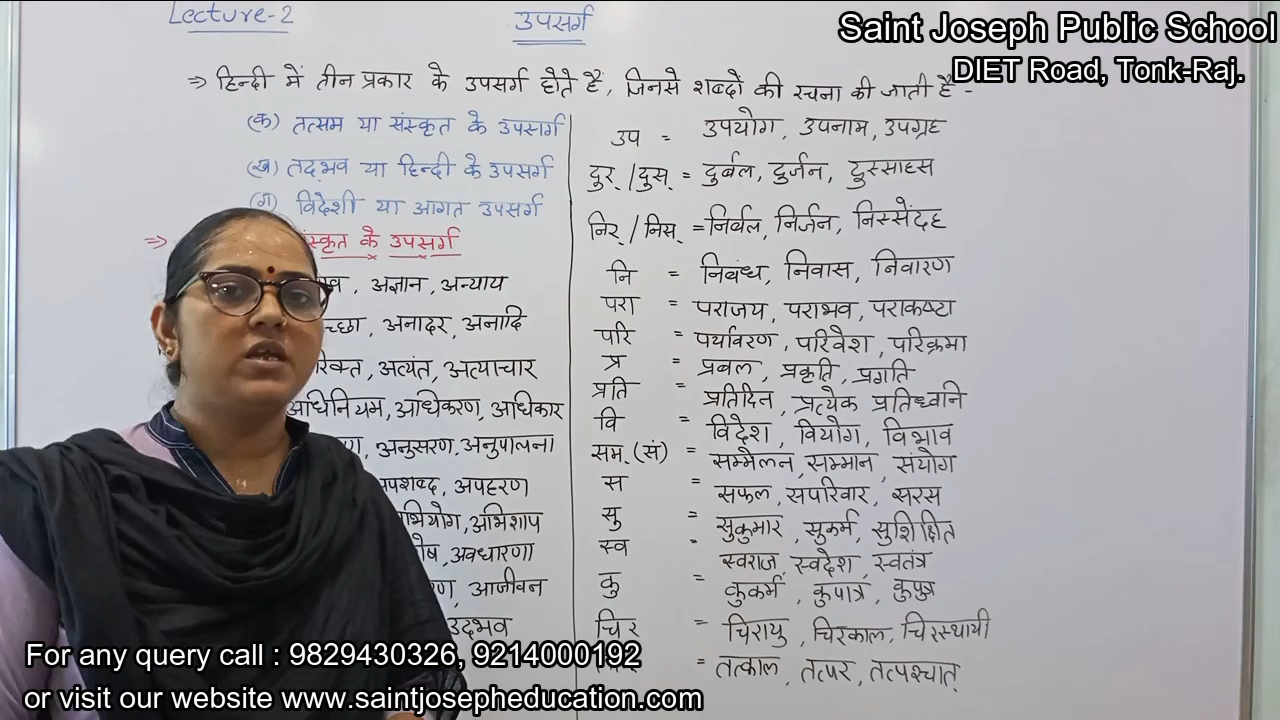 Lecture-2
उपसर्ग
Saint Joseph Public School
DIET Road, Tonk-Raj.
⇒ हिन्दी में तीन प्रकार के उपसर्ग होते हैं, जिनसे शब्दों की रचना की जाती है -
(क) तत्सम या संस्कृत के उपसर्ग
(ख) तद्भव या हिन्दी के उपसर्ग
(ग) विदेशी या आगत उपसर्ग
⇒ संस्कृत के उपसर्ग
, अज्ञान, अन्याय
, अनादर, अनादि
, अत्यंत, अत्याचार
अधिनियम, अधिकरण, अधिकार
, अनुसरण, अनुपालना
अपशब्द, अपहरण
अभियोग, अभिशाप
, अवधारणा
, आजीवन
उद्भव
उप = उपयोग, उपनाम, उपग्रह
दुर् / दुस् = दुर्बल, दुर्जन, दुस्साहस
निर् / निस् = निर्बल, निर्जन, निस्संदेह
नि = निबंध, निवास, निवारण
परा = पराजय, पराभव, पराकष्टा
परि = पर्यावरण, परिवेश, परिक्रमा
प्र = प्रबल, प्रकृति, प्रगति
प्रति = प्रतिदिन, प्रत्येक प्रतिध्वनि
वि = विदेश, वियोग, विभाव
सम् (सं) = सम्मेलन, सम्मान, संयोग
स = सफल, सपरिवार, सरस
सु = सुकुमार, सुकर्म, सुशिक्षित
स्व = स्वराज, स्वदेश, स्वतंत्र
कु = कुकर्म, कुपात्र, कुपुत्र
चिर = चिरायु, चिरकाल, चिरस्थायी
= तत्काल, तत्पर, तत्पश्चात्
For any query call : 9829430326, 9214000192
or visit our website www.saintjosepheducation.com